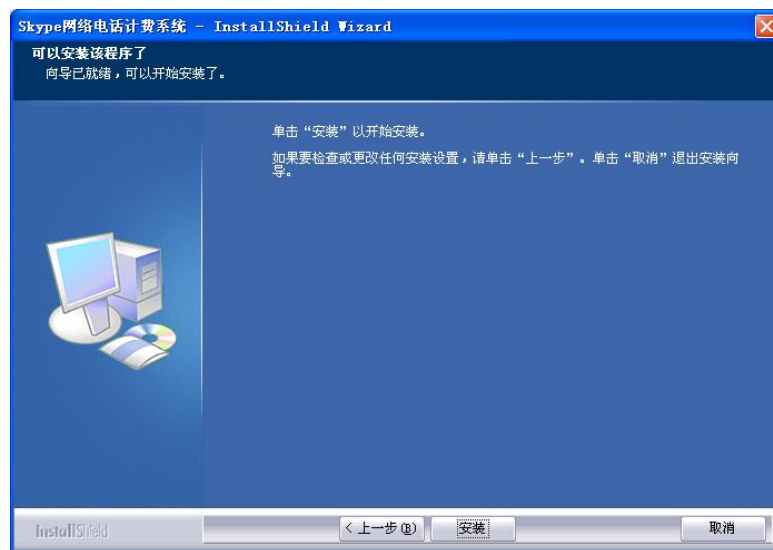 Skype网络电话计费系统 - InstallShield Wizard
可以安装该程序了
向导已就绪，可以开始安装了。
单击“安装”以开始安装。
如果要检查或更改任何安装设置，请单击“上一步”。单击“取消”退出安装向
导。
InstallShield
< 上一步(B)
安装
取消